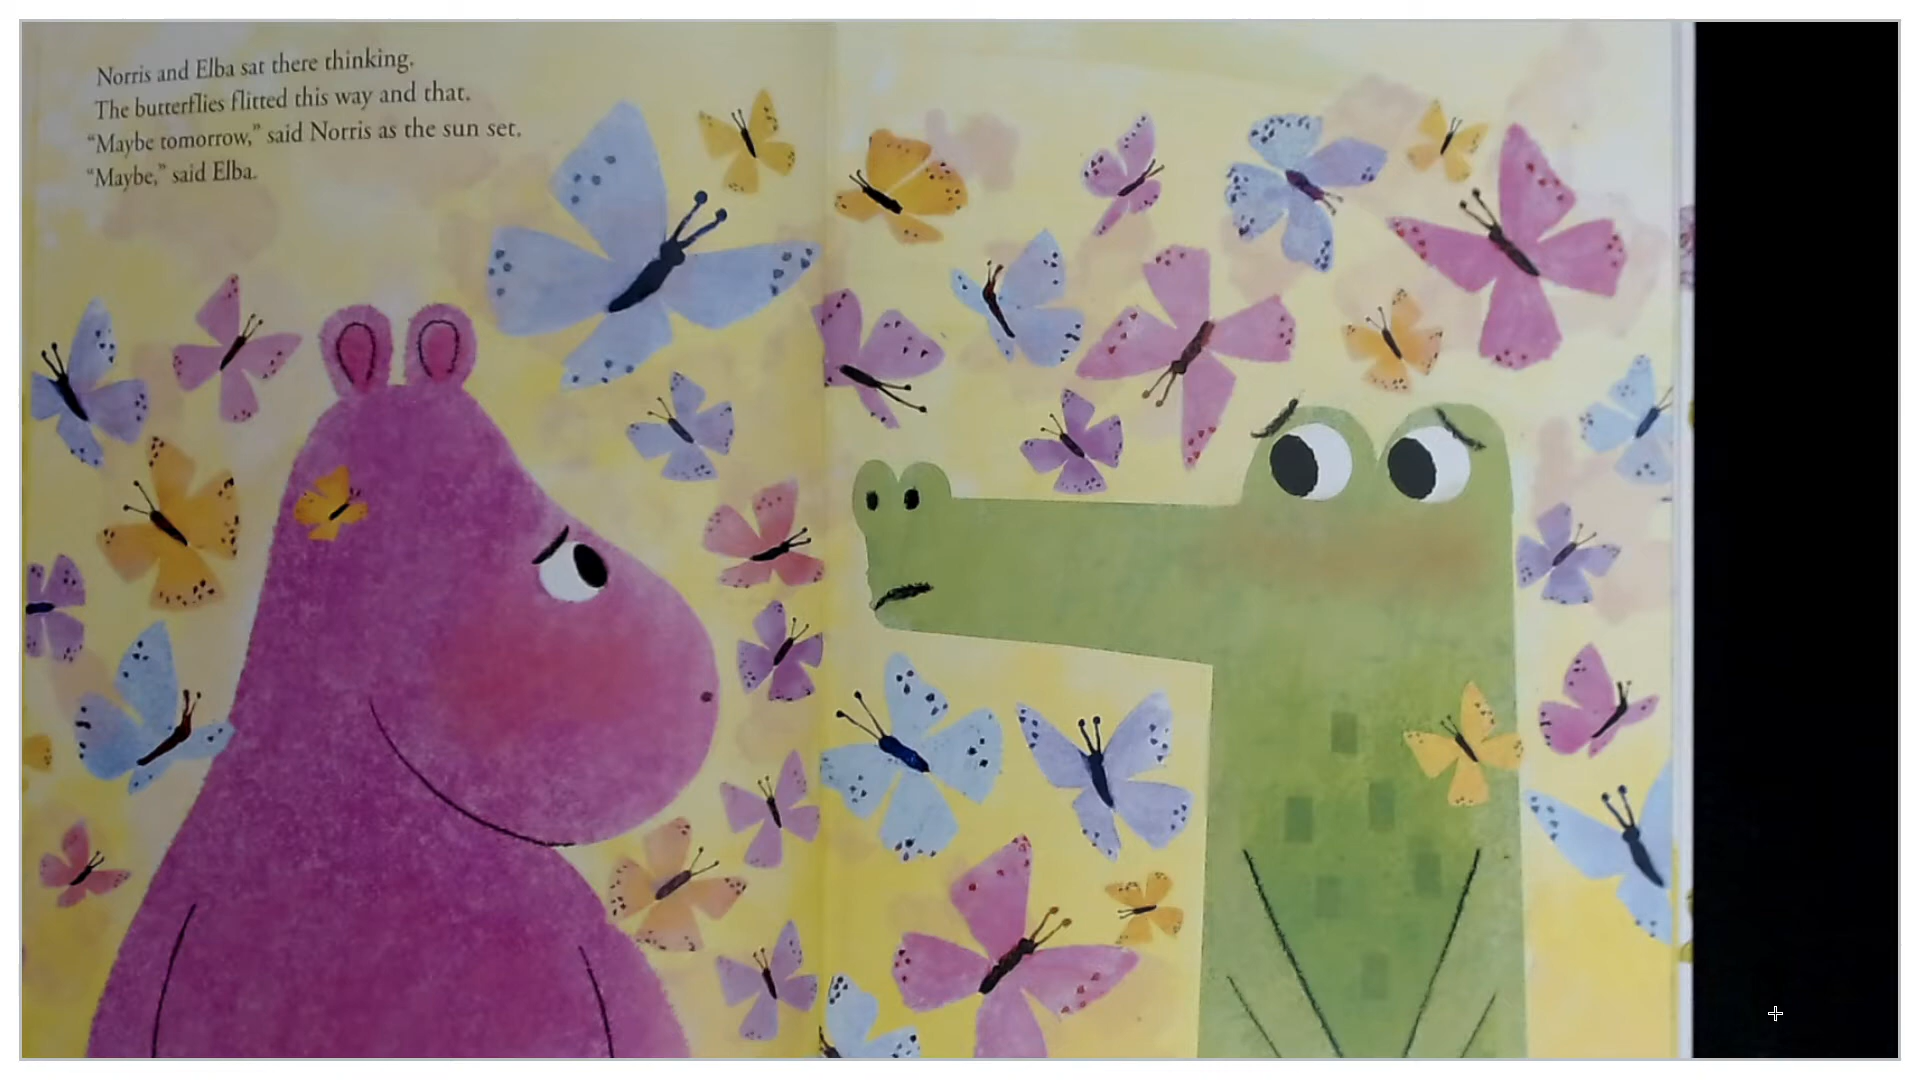 Norris and Elba sat there thinking.
The butterflies flitted this way and that.
“Maybe tomorrow,” said Norris as the sun set.
“Maybe,” said Elba.